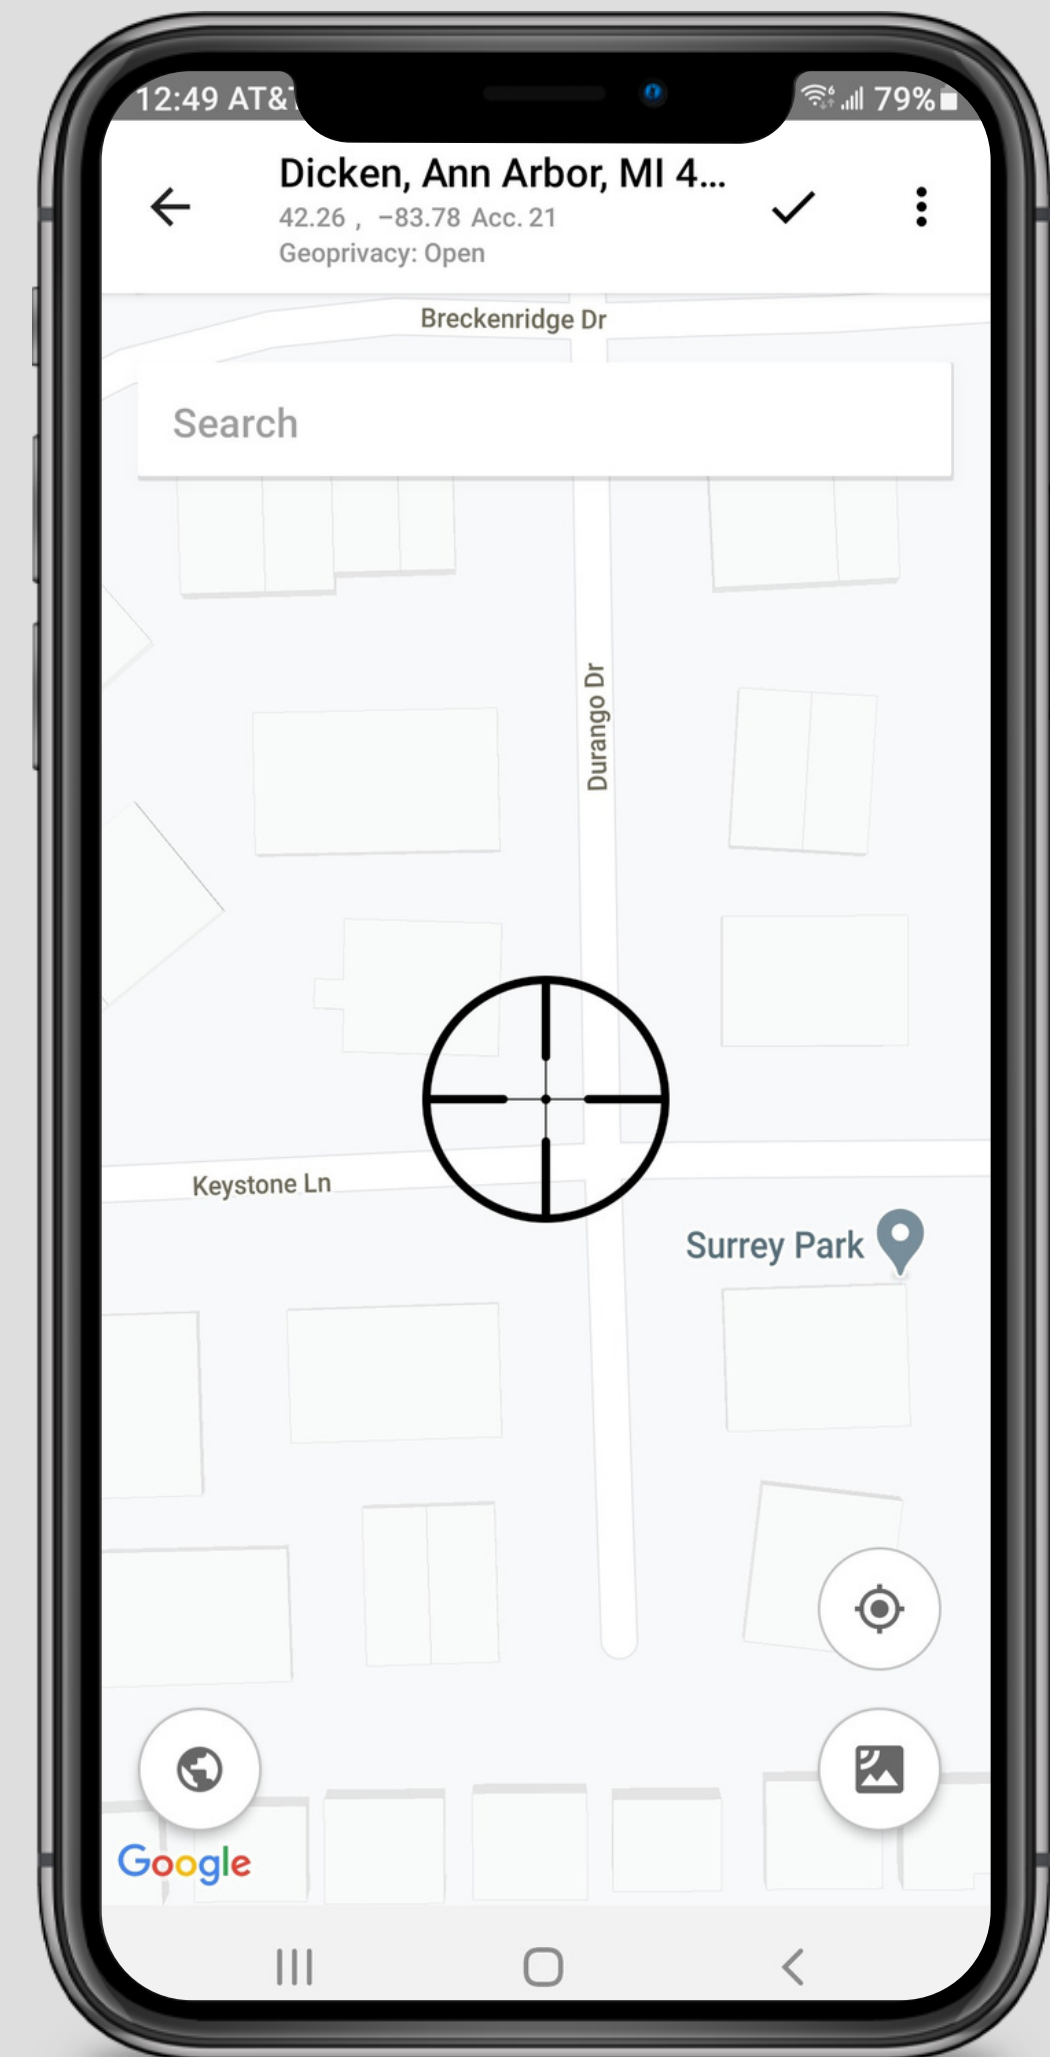 12:49 AT&T
79%
Dicken, Ann Arbor, MI 4...
42.26 , -83.78 Acc. 21
Geoprivacy: Open
Breckenridge Dr
Search
Durango Dr
Keystone Ln
Surrey Park
Google